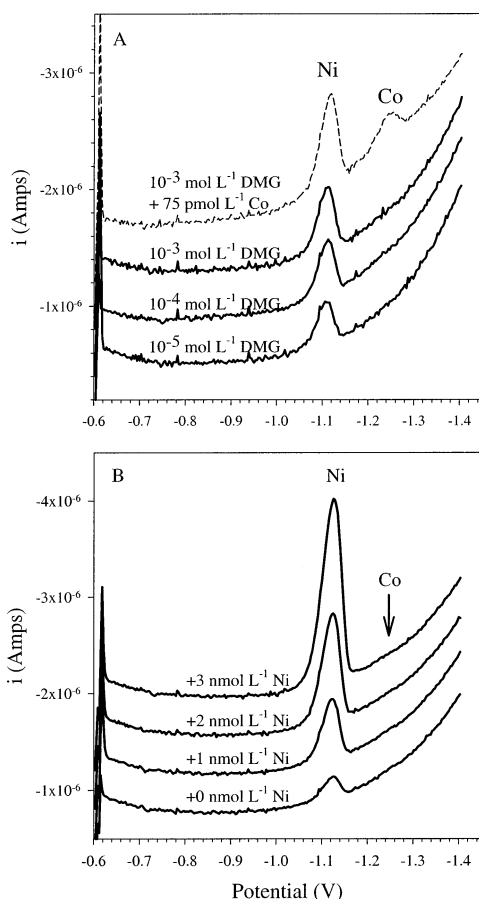 A
-3x10⁻⁶
Ni
Co
10⁻³ mol L⁻¹ DMG
+ 75 pmol L⁻¹ Co
-2x10⁻⁶
i (Amps)
10⁻³ mol L⁻¹ DMG
10⁻⁴ mol L⁻¹ DMG
-1x10⁻⁶
10⁻⁵ mol L⁻¹ DMG
-0.6 -0.7 -0.8 -0.9 -1.0 -1.1 -1.2 -1.3 -1.4
B
Ni
-4x10⁻⁶
Co
-3x10⁻⁶
i (Amps)
+3 nmol L⁻¹ Ni
-2x10⁻⁶
+2 nmol L⁻¹ Ni
+1 nmol L⁻¹ Ni
-1x10⁻⁶
+0 nmol L⁻¹ Ni
-0.6 -0.7 -0.8 -0.9 -1.0 -1.1 -1.2 -1.3 -1.4
Potential (V)